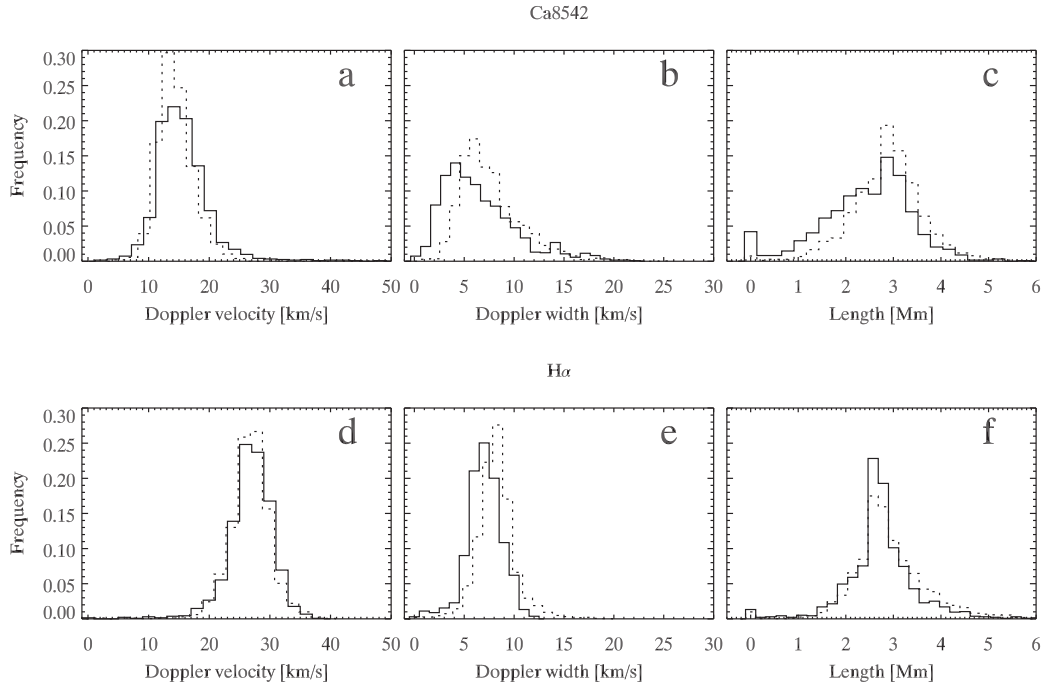 Ca8542
a
b
c
Frequency
0.30
0.25
0.20
0.15
0.10
0.05
0.00
0 10 20 30 40 50
0 5 10 15 20 25 30
0 1 2 3 4 5 6
Doppler velocity [km/s]
Doppler width [km/s]
Length [Mm]
Hα
d
e
f
Frequency
0.30
0.25
0.20
0.15
0.10
0.05
0.00
0 10 20 30 40 50
0 5 10 15 20 25 30
0 1 2 3 4 5 6
Doppler velocity [km/s]
Doppler width [km/s]
Length [Mm]